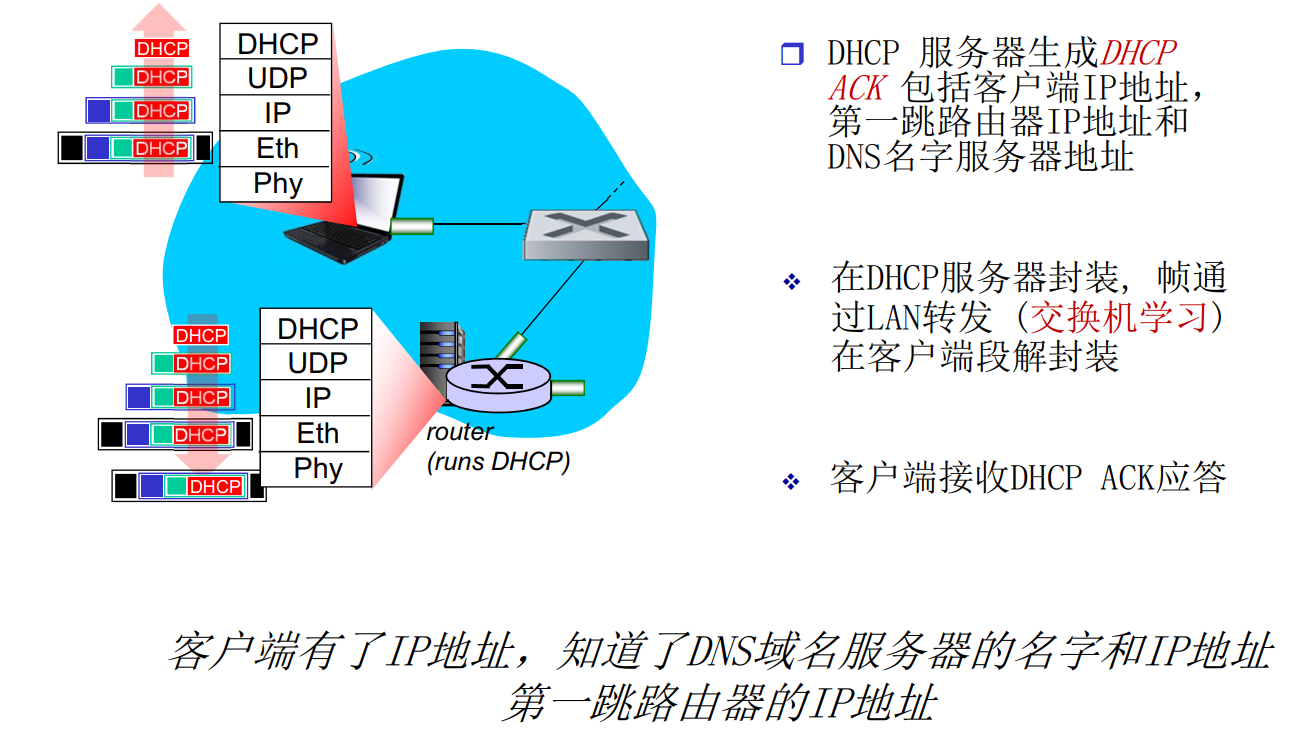 DHCP
DHCP
DHCP
DHCP
DHCP
UDP
IP
Eth
Phy
DHCP
DHCP
DHCP
DHCP
DHCP
DHCP
UDP
IP
Eth
Phy
router
(runs DHCP)
DHCP 服务器生成DHCP
ACK 包括客户端IP地址，
第一跳路由器IP地址和
DNS名字服务器地址
在DHCP服务器封装, 帧通
过LAN转发 (交换机学习)
在客户端段解封装
客户端接收DHCP ACK应答
客户端有了IP地址，知道了DNS域名服务器的名字和IP地址
第一跳路由器的IP地址